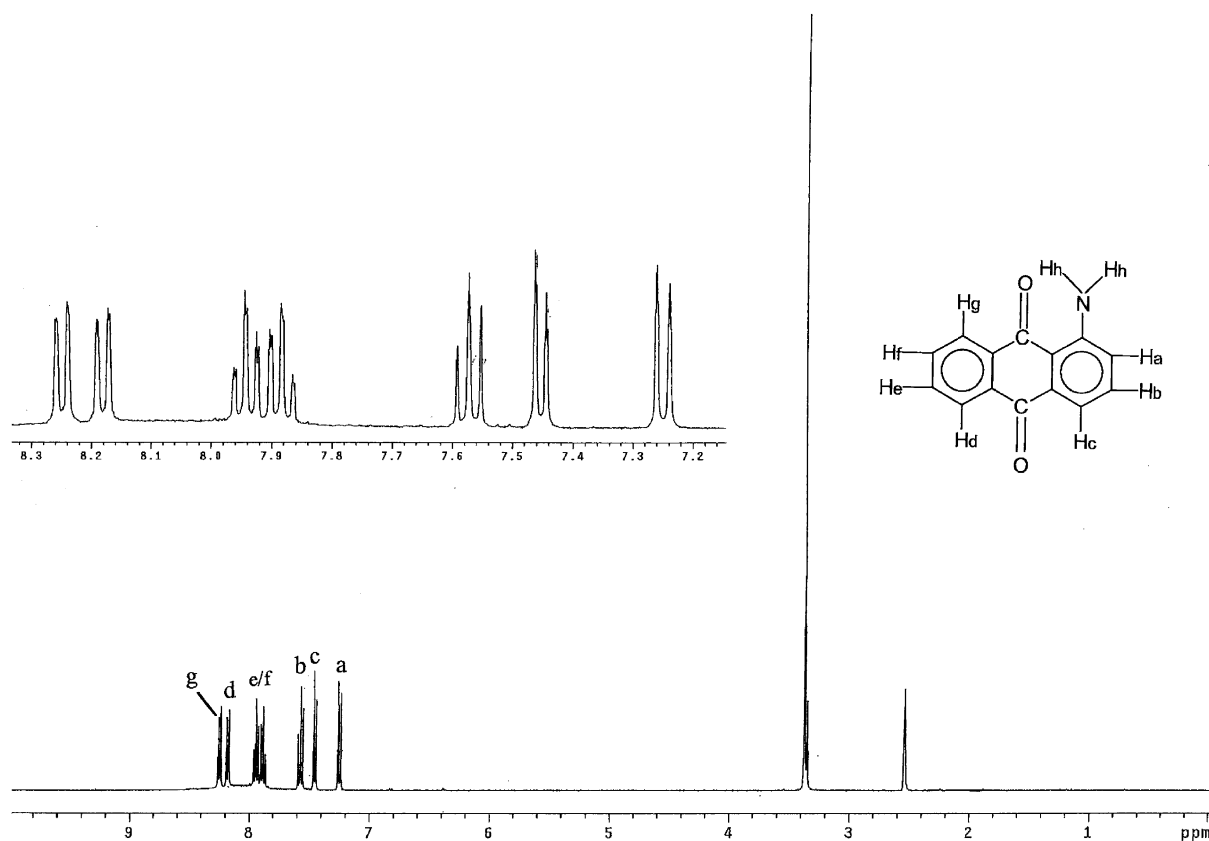 8.3 8.2 8.1 8.0 7.9 7.8 7.7 7.6 7.5 7.4 7.3 7.2
Hh Hh
O N
Hg
C
Hf Ha
He Hb
C
Hd Hc
O
g d e/f b c a
9 8 7 6 5 4 3 2 1 ppm